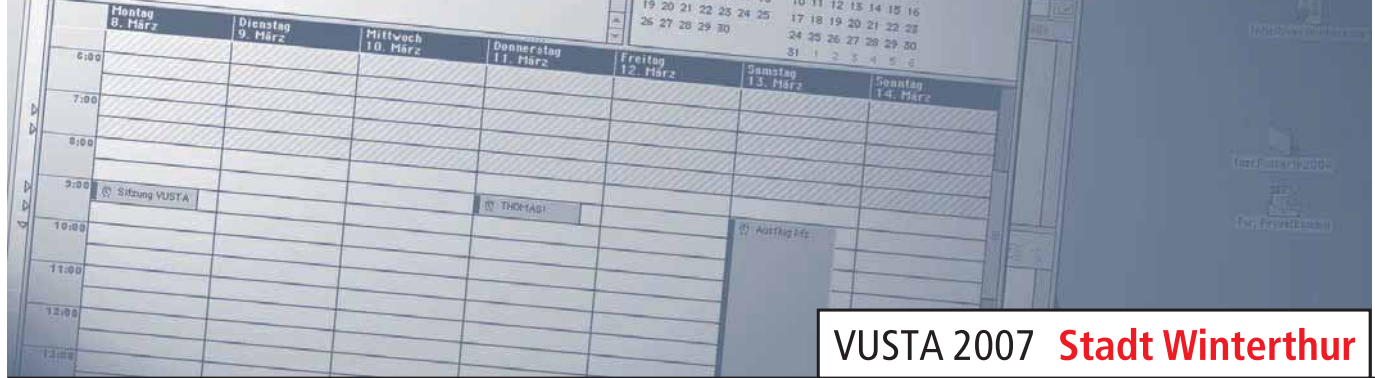 19 20 21 22 23 24 25
26 27 28 29 30
10 11 12 13 14 15 16
17 18 19 20 21 22 23
24 25 26 27 28 29 30
31 1 2 3 4 5 6
Montag
8. März
Dienstag
9. März
Mittwoch
10. März
Donnerstag
11. März
Freitag
12. März
Samstag
13. März
Sonntag
14. März
6:00
7:00
8:00
9:00
Sitzung VUSTA
THOMAS!
10:00
Ausflug
11:00
12:00
13:00
VUSTA 2007 Stadt Winterthur